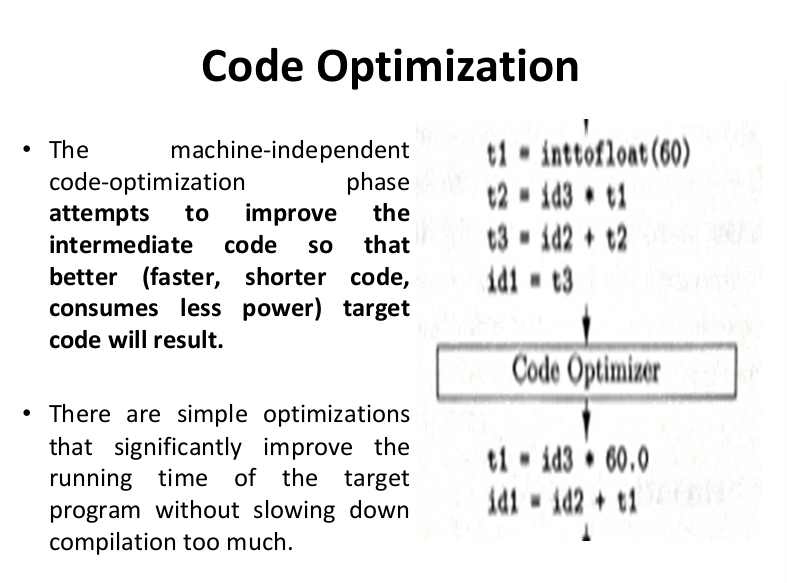 Code Optimization
• The machine-independent
code-optimization phase
attempts to improve the
intermediate code so that
better (faster, shorter code,
consumes less power) target
code will result.
• There are simple optimizations
that significantly improve the
running time of the target
program without slowing down
compilation too much.
t1 = inttofloat(60)
t2 = id3 * t1
t3 = id2 + t2
id1 = t3
Code Optimizer
t1 = id3 * 60.0
id1 = id2 + t1